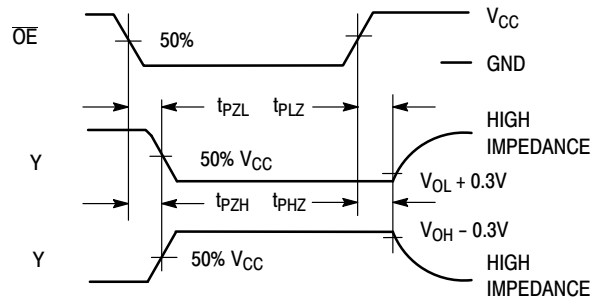 OE
50%
VCC
GND
tPZL
tPLZ
HIGH
IMPEDANCE
Y
50% VCC
VOL + 0.3V
tPZH
tPHZ
VOH − 0.3V
Y
50% VCC
HIGH
IMPEDANCE